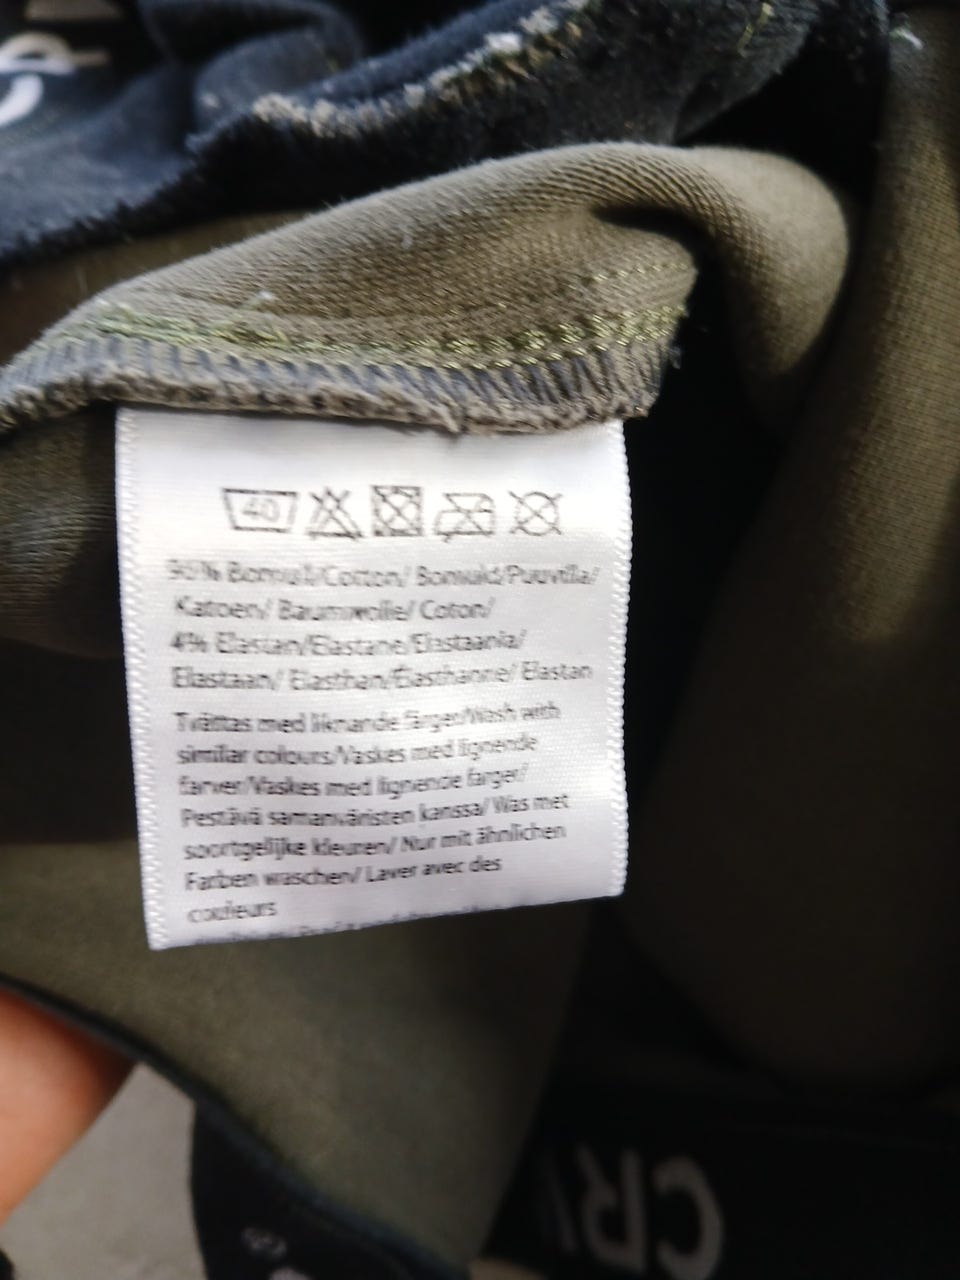 40
Bomull/Cotton/ Bomuld/Puuvilla/
Katoen/ Baumwolle/ Coton/
4% Elastan/Elastane/Elastaania/
Elastaan/ Elasthan/Élasthanne/ Elastan
Tvättas med liknande färger/Wash with
similar colours/Vaskes med lignende
farver/Vaskes med lignende farger/
Pestävä samanväristen kanssa/ Was met
soortgelijke kleuren/ Nur mit ähnlichen
Farben waschen/ Laver avec des
couleurs
CR